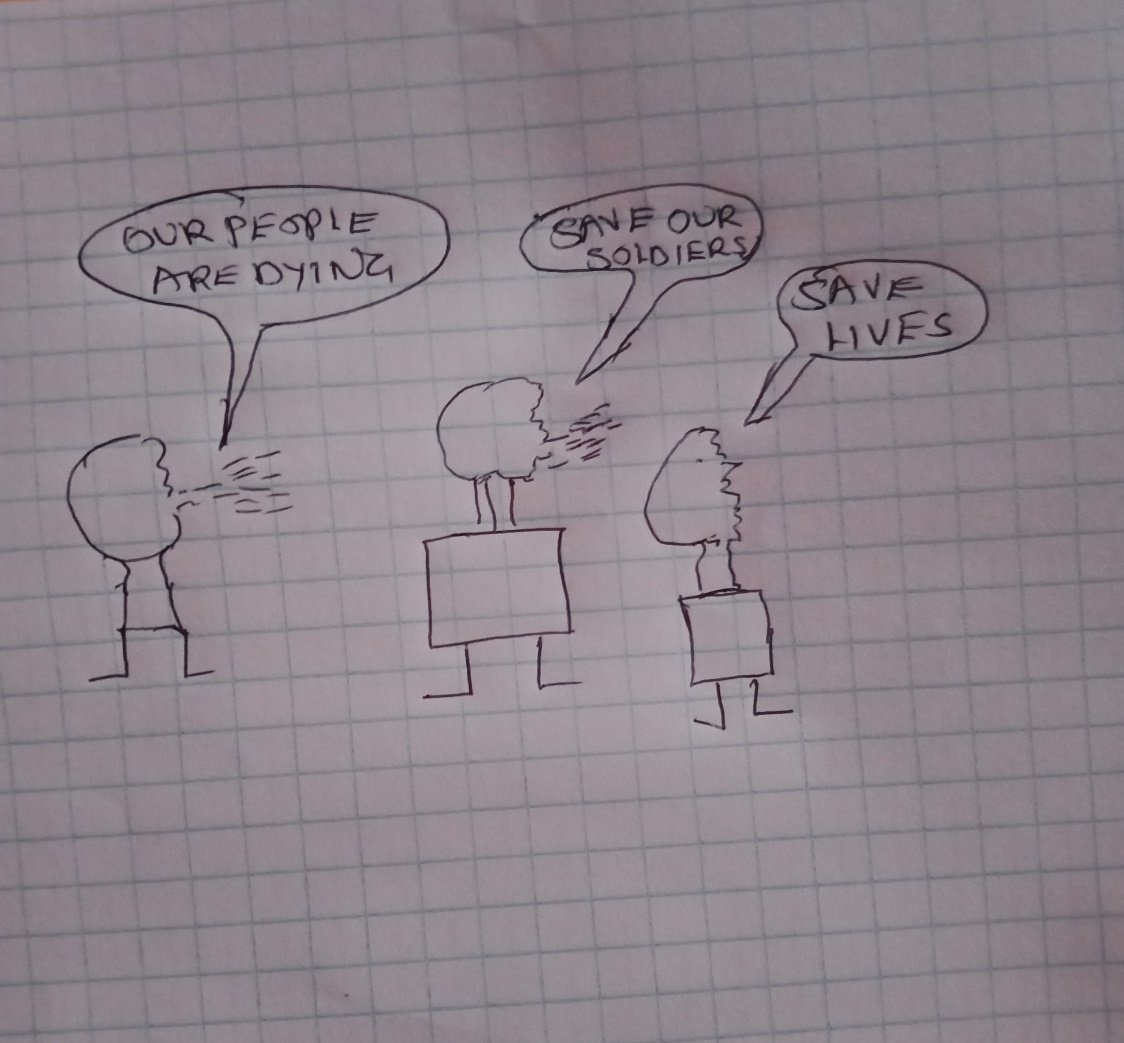 OUR PEOPLE
ARE DYING
SAVE OUR
SOLDIERS
SAVE
LIVES